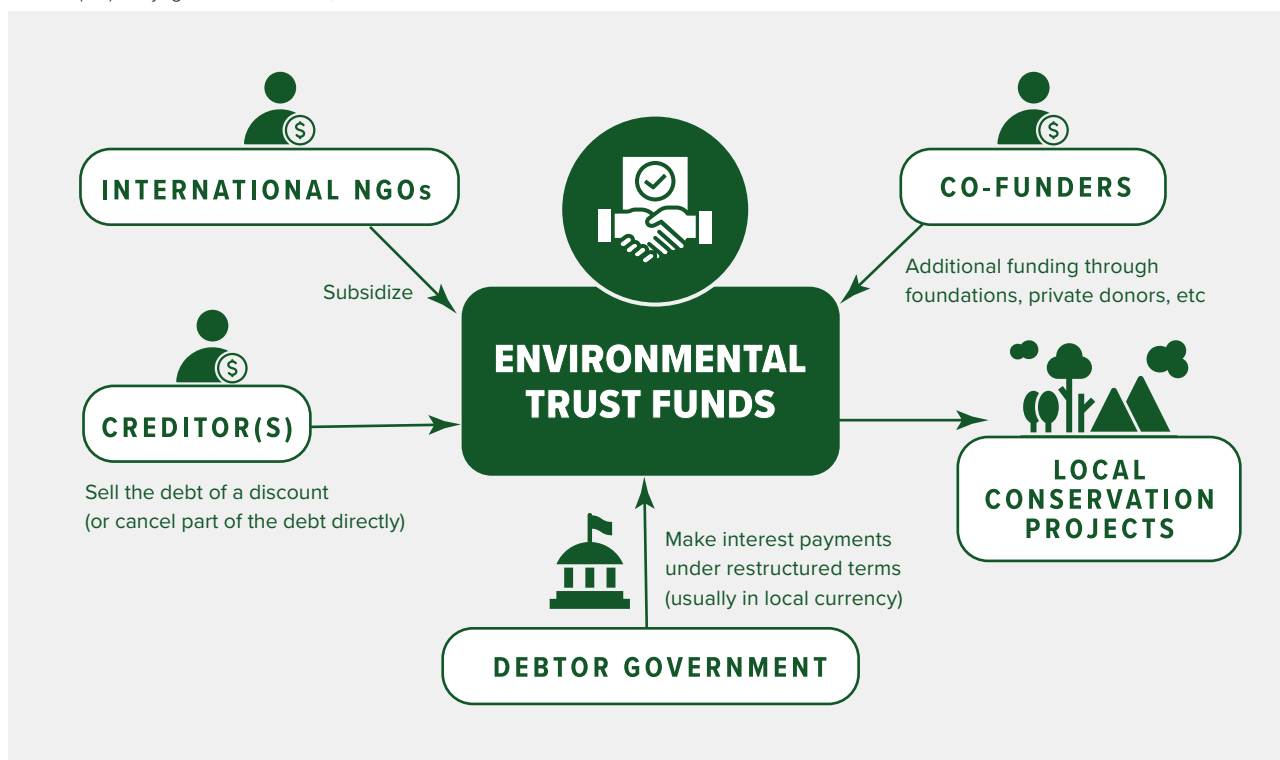 INTERNATIONAL NGOs
CO-FUNDERS
Subsidize
Additional funding through
foundations, private donors, etc
ENVIRONMENTAL
TRUST FUNDS
CREDITOR(S)
Sell the debt of a discount
(or cancel part of the debt directly)
LOCAL
CONSERVATION
PROJECTS
Make interest payments
under restructured terms
(usually in local currency)
DEBTOR GOVERNMENT